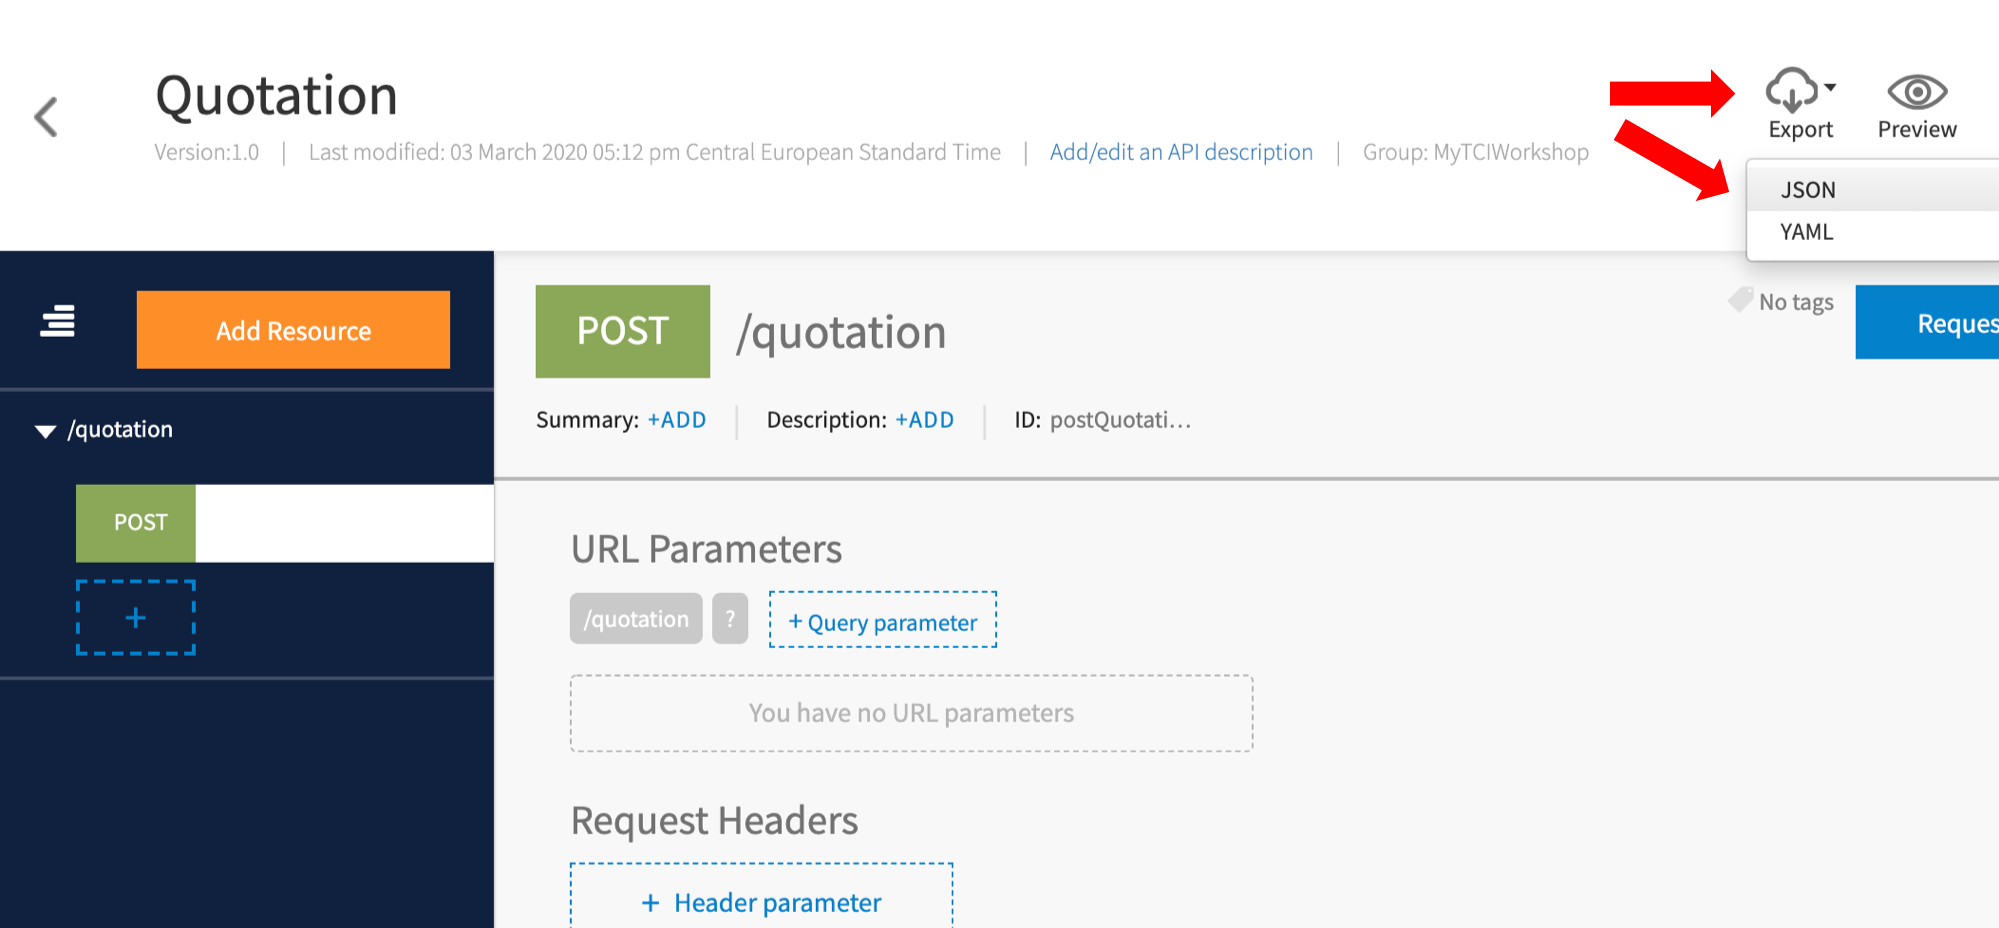 Quotation
Version:1.0 | Last modified: 03 March 2020 05:12 pm Central European Standard Time | Add/edit an API description | Group: MyTCIWorkshop
Export
Preview
JSON
YAML
Add Resource
/quotation
POST
+
POST /quotation
No tags
Reques
Summary: +ADD | Description: +ADD | ID: postQuotati...
URL Parameters
/quotation ? + Query parameter
You have no URL parameters
Request Headers
+ Header parameter